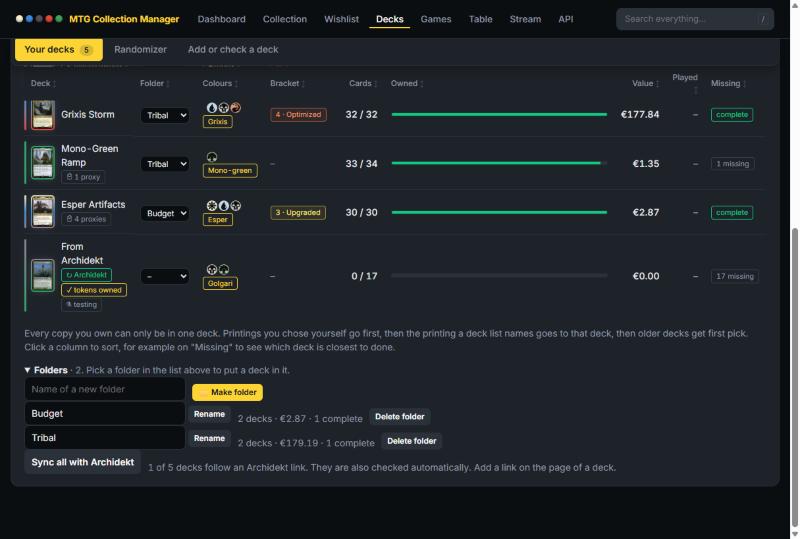 MTG Collection Manager Dashboard Collection Wishlist Decks Games Table Stream API Search everything... /
Your decks 5 Randomizer Add or check a deck
Deck Folder Colours Bracket Cards Owned Value Played Missing
Grixis Storm Tribal Grixis 4 · Optimized 32 / 32 €177.84 – complete
Mono-Green Ramp Tribal Mono-green – 33 / 34 €1.35 – 1 missing
1 proxy
Esper Artifacts Budget Esper 3 · Upgraded 30 / 30 €2.87 – complete
4 proxies
From Archidekt – Golgari – 0 / 17 €0.00 – 17 missing
↻ Archidekt
✓ tokens owned
testing
Every copy you own can only be in one deck. Printings you chose yourself go first, then the printing a deck list names goes to that deck, then older decks get first pick.
Click a column to sort, for example on "Missing" to see which deck is closest to done.
▼ Folders · 2. Pick a folder in the list above to put a deck in it.
Name of a new folder Make folder
Budget Rename 2 decks · €2.87 · 1 complete Delete folder
Tribal Rename 2 decks · €179.19 · 1 complete Delete folder
Sync all with Archidekt 1 of 5 decks follow an Archidekt link. They are also checked automatically. Add a link on the page of a deck.